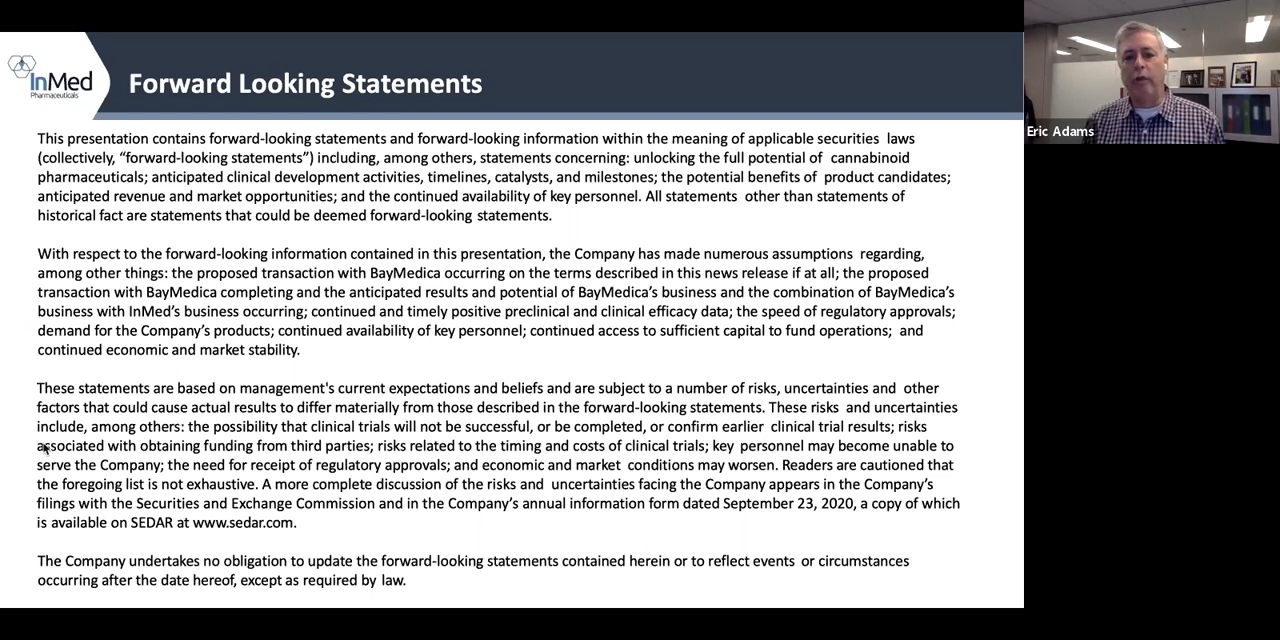 InMed
Pharmaceuticals
Forward Looking Statements
Eric Adams
This presentation contains forward-looking statements and forward-looking information within the meaning of applicable securities laws
(collectively, “forward-looking statements”) including, among others, statements concerning: unlocking the full potential of cannabinoid
pharmaceuticals; anticipated clinical development activities, timelines, catalysts, and milestones; the potential benefits of product candidates;
anticipated revenue and market opportunities; and the continued availability of key personnel. All statements other than statements of
historical fact are statements that could be deemed forward-looking statements.
With respect to the forward-looking information contained in this presentation, the Company has made numerous assumptions regarding,
among other things: the proposed transaction with BayMedica occurring on the terms described in this news release if at all; the proposed
transaction with BayMedica completing and the anticipated results and potential of BayMedica’s business and the combination of BayMedica’s
business with InMed’s business occurring; continued and timely positive preclinical and clinical efficacy data; the speed of regulatory approvals;
demand for the Company’s products; continued availability of key personnel; continued access to sufficient capital to fund operations; and
continued economic and market stability.
These statements are based on management's current expectations and beliefs and are subject to a number of risks, uncertainties and other
factors that could cause actual results to differ materially from those described in the forward-looking statements. These risks and uncertainties
include, among others: the possibility that clinical trials will not be successful, or be completed, or confirm earlier clinical trial results; risks
associated with obtaining funding from third parties; risks related to the timing and costs of clinical trials; key personnel may become unable to
serve the Company; the need for receipt of regulatory approvals; and economic and market conditions may worsen. Readers are cautioned that
the foregoing list is not exhaustive. A more complete discussion of the risks and uncertainties facing the Company appears in the Company’s
filings with the Securities and Exchange Commission and in the Company’s annual information form dated September 23, 2020, a copy of which
is available on SEDAR at www.sedar.com.
The Company undertakes no obligation to update the forward-looking statements contained herein or to reflect events or circumstances
occurring after the date hereof, except as required by law.